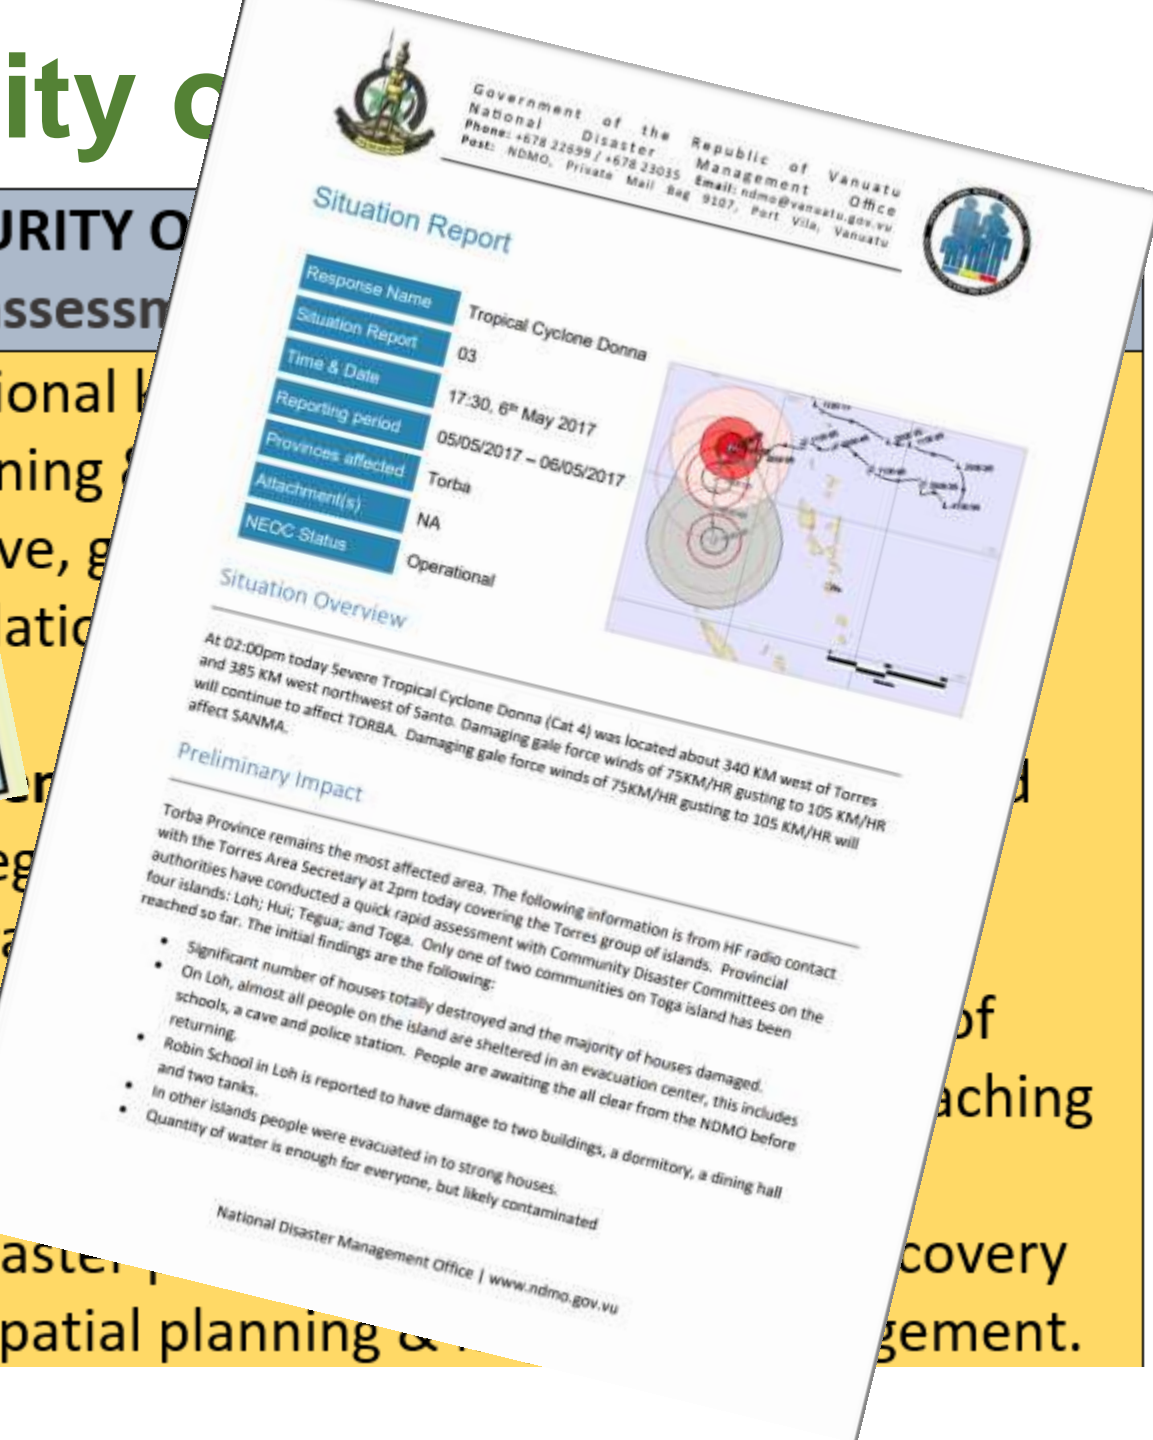 ity
URITY O
assessm
ional
ning
ve, g
latio
d
eg
of
aching
aster
covery
patial planning &
gement.
Government of the Republic of Vanuatu
National Disaster Management Office
Phone: +678 22699 / +678 23035 Email: ndmo@vanuatu.gov.vu
Post: NDMO, Private Mail Bag 9107, Port Vila, Vanuatu
Situation Report
Response Name Tropical Cyclone Donna
Situation Report 03
Time & Date 17:30, 6th May 2017
Reporting period 05/05/2017 – 06/05/2017
Provinces affected Torba
Attachment(s) NA
NEOC Status Operational
Situation Overview
At 02:00pm today Severe Tropical Cyclone Donna (Cat 4) was located about 340 KM west of Torres
and 385 KM west northwest of Santo. Damaging gale force winds of 75KM/HR gusting to 105 KM/HR
will continue to affect TORBA. Damaging gale force winds of 75KM/HR gusting to 105 KM/HR will
affect SANMA.
Preliminary Impact
Torba Province remains the most affected area. The following information is from HF radio contact
with the Torres Area Secretary at 2pm today covering the Torres group of islands. Provincial
authorities have conducted a quick rapid assessment with Community Disaster Committees on the
four islands: Loh; Hui; Tegua; and Toga. Only one of two communities on Toga island has been
reached so far. The initial findings are the following:
• Significant number of houses totally destroyed and the majority of houses damaged.
• On Loh, almost all people on the island are sheltered in an evacuation center, this includes
schools, a cave and police station. People are awaiting the all clear from the NDMO before
returning.
• Robin School in Loh is reported to have damage to two buildings, a dormitory, a dining hall
and two tanks.
• In other islands people were evacuated in to strong houses.
• Quantity of water is enough for everyone, but likely contaminated
National Disaster Management Office | www.ndmo.gov.vu